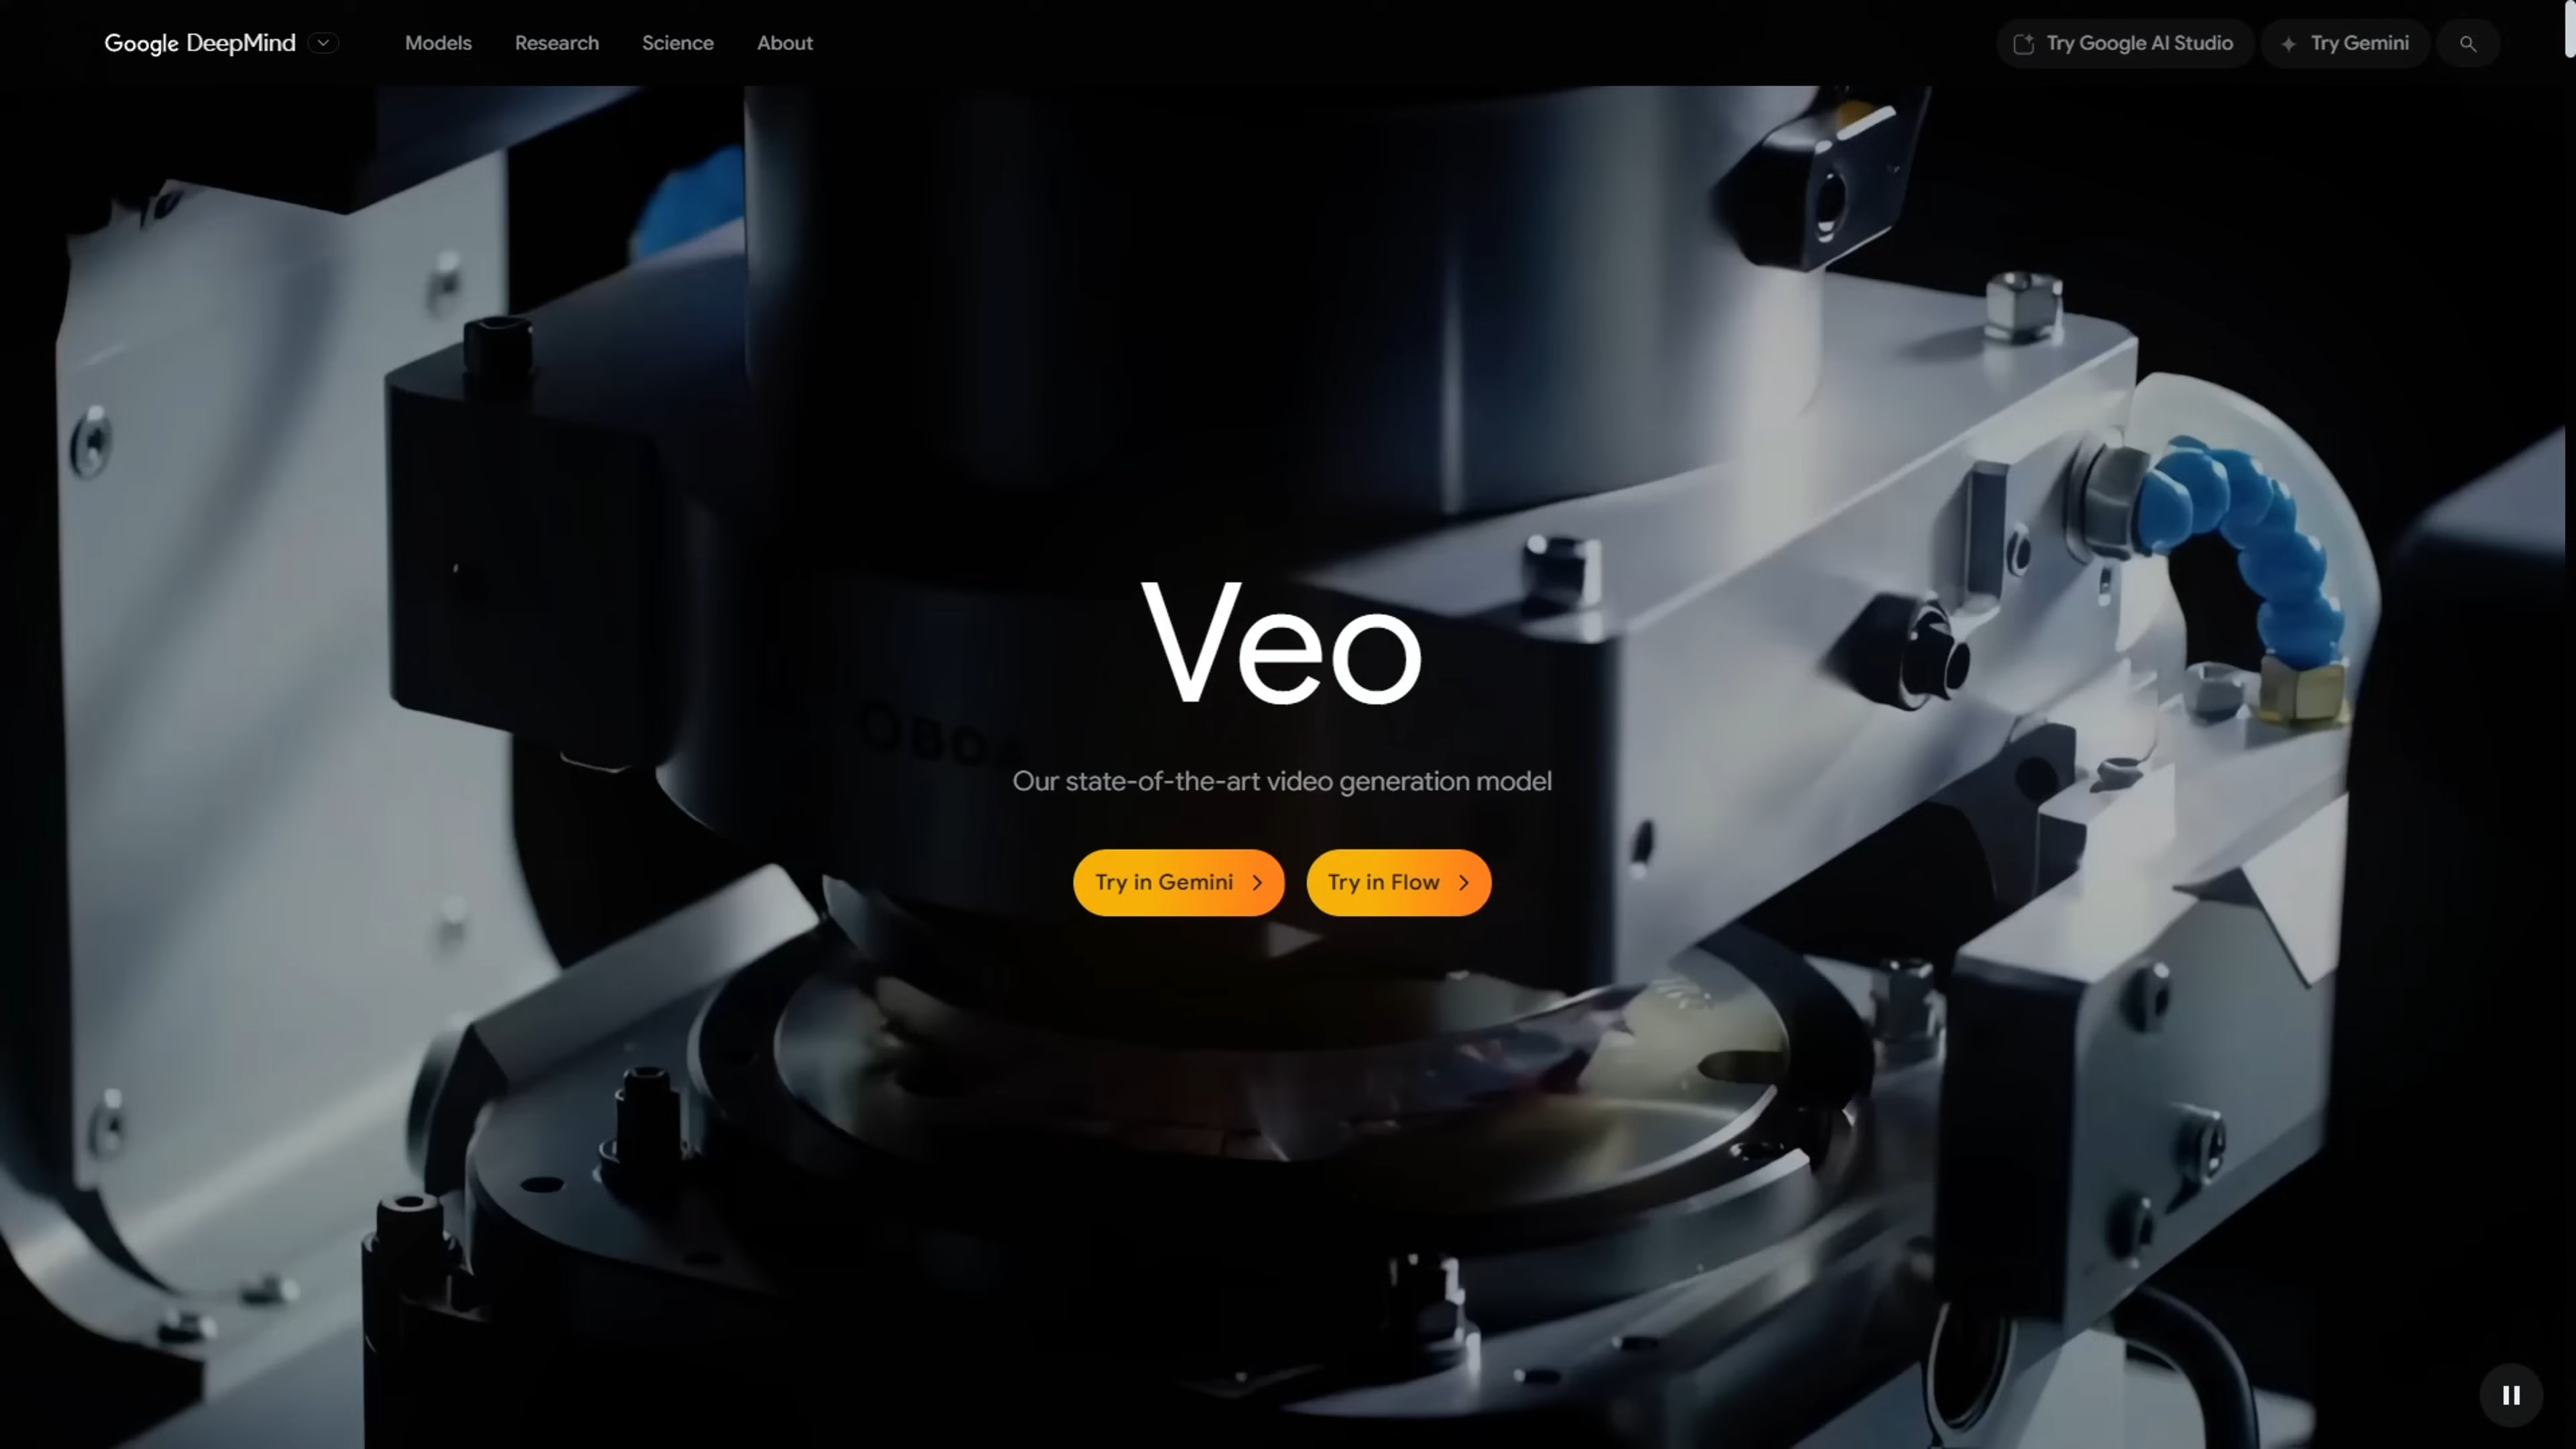 Google DeepMind
Models
Research
Science
About
Try Google AI Studio
Try Gemini
Veo
Our state-of-the-art video generation model
Try in Gemini
Try in Flow